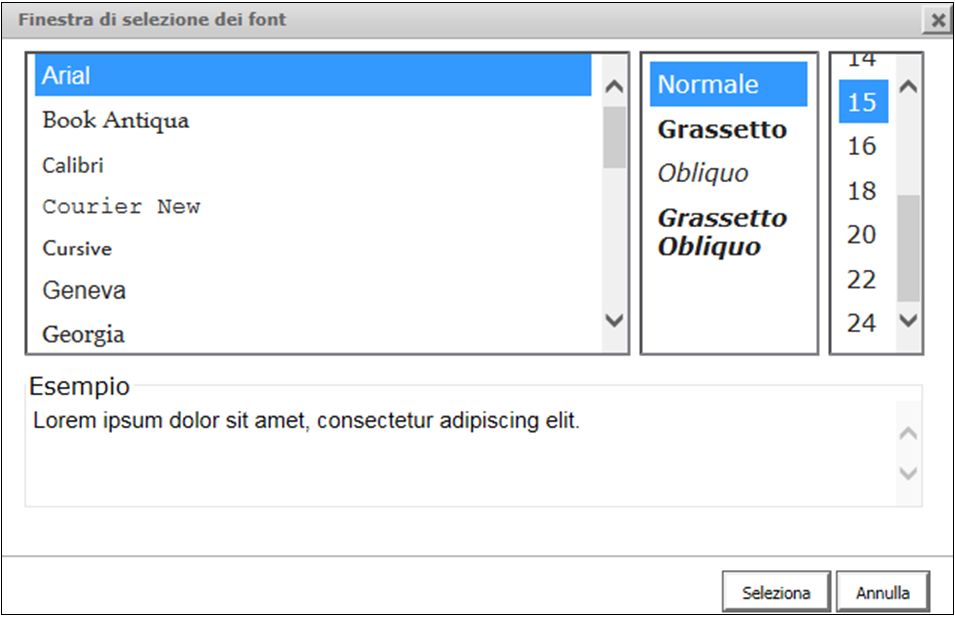 Finestra di selezione dei font
Arial
Book Antiqua
Calibri
Courier New
Cursive
Geneva
Georgia
Normale
Grassetto
Obliquo
Grassetto
Obliquo
14
15
16
18
20
22
24
Esempio
Lorem ipsum dolor sit amet, consectetur adipiscing elit.
Seleziona
Annulla